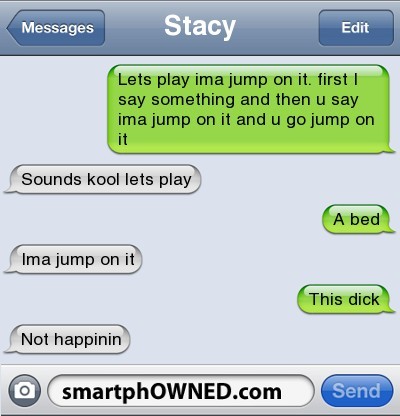 Messages
Stacy
Edit
Lets play ima jump on it. first I
say something and then u say
ima jump on it and u go jump on
it
Sounds kool lets play
A bed
Ima jump on it
This dick
Not happinin
smartphOWNED.com
Send